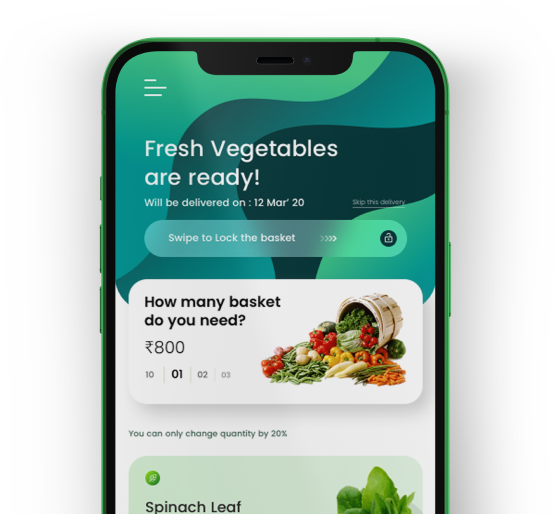 Fresh Vegetables
are ready!
Will be delivered on : 12 Mar' 20
Skip this delivery
Swipe to Lock the basket >>>>
How many basket
do you need?
₹800
10 01 02 03
You can only change quantity by 20%
Spinach Leaf